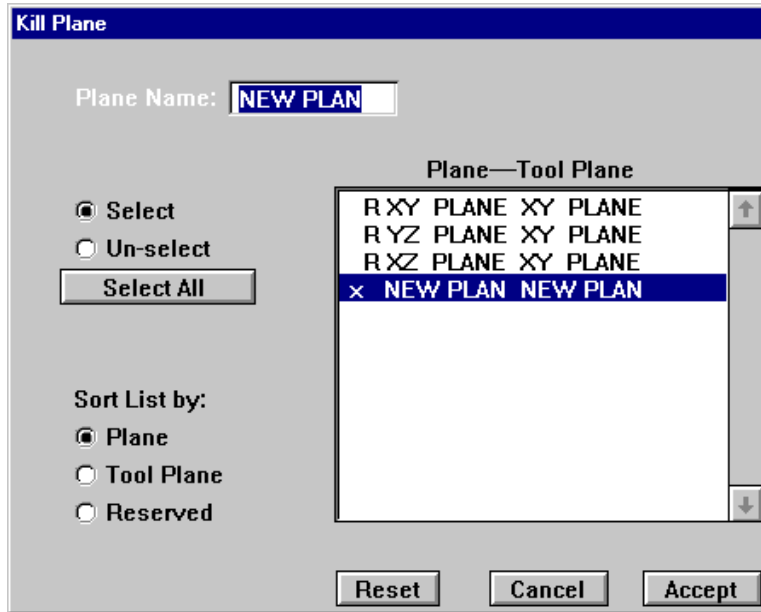 Kill Plane
Plane Name: NEW PLAN
Plane—Tool Plane
R XY PLANE XY PLANE
R YZ PLANE XY PLANE
R XZ PLANE XY PLANE
x NEW PLAN NEW PLAN
Select
Un-select
Select All
Sort List by:
Plane
Tool Plane
Reserved
Reset Cancel Accept